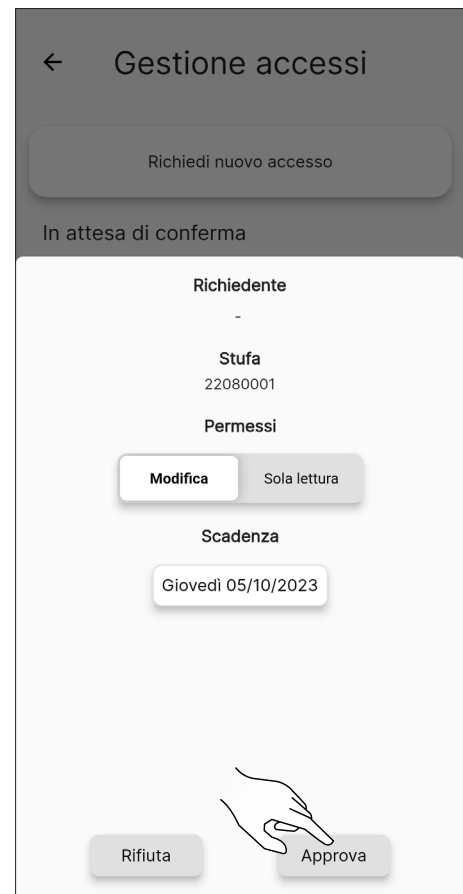 Gestione accessi
Richiedi nuovo accesso
In attesa di conferma
Richiedente
-
Stufa
22080001
Permessi
Modifica Sola lettura
Scadenza
Giovedì 05/10/2023
Rifiuta Approva